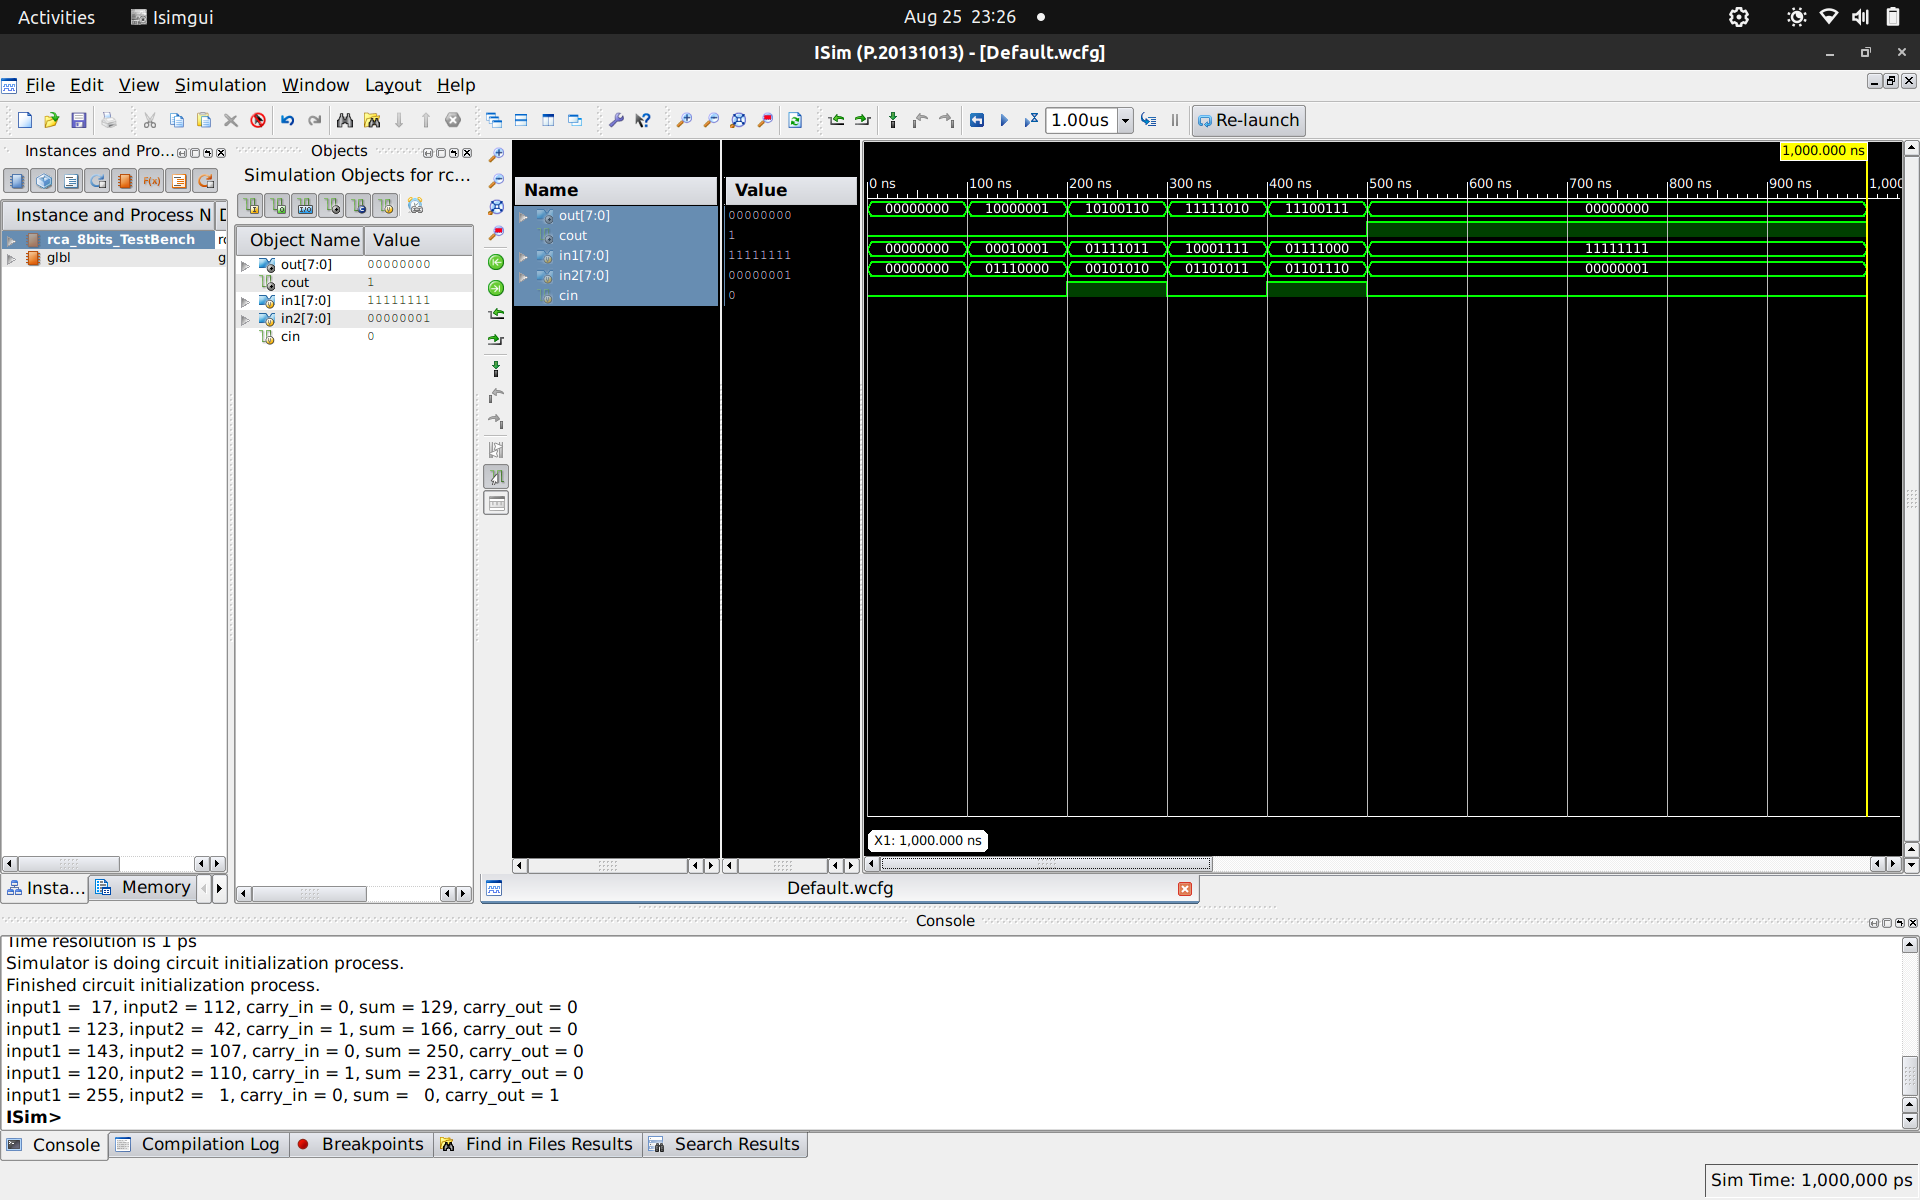 Activities Isimgui Aug 25 23:26
ISim (P.20131013) - [Default.wcfg]
File Edit View Simulation Window Layout Help
1.00us Re-launch
Instances and Pro...
Instance and Process N D
rca_8bits_TestBench rc
glbl g
Insta... Memory
Objects
Simulation Objects for rc...
Object Name Value
out[7:0] 00000000
cout 1
in1[7:0] 11111111
in2[7:0] 00000001
cin 0
Name Value
out[7:0] 00000000
cout 1
in1[7:0] 11111111
in2[7:0] 00000001
cin 0
1,000.000 ns
0 ns 100 ns 200 ns 300 ns 400 ns 500 ns 600 ns 700 ns 800 ns 900 ns 1,000
00000000 10000001 10100110 11111010 11100111 00000000
00000000 00010001 01111011 10001111 01111000 11111111
00000000 01110000 00101010 01101011 01101110 00000001
X1: 1,000.000 ns
Default.wcfg
Console
Time resolution is 1 ps
Simulator is doing circuit initialization process.
Finished circuit initialization process.
input1 = 17, input2 = 112, carry_in = 0, sum = 129, carry_out = 0
input1 = 123, input2 = 42, carry_in = 1, sum = 166, carry_out = 0
input1 = 143, input2 = 107, carry_in = 0, sum = 250, carry_out = 0
input1 = 120, input2 = 110, carry_in = 1, sum = 231, carry_out = 0
input1 = 255, input2 = 1, carry_in = 0, sum = 0, carry_out = 1
ISim>
Console Compilation Log Breakpoints Find in Files Results Search Results
Sim Time: 1,000,000 ps